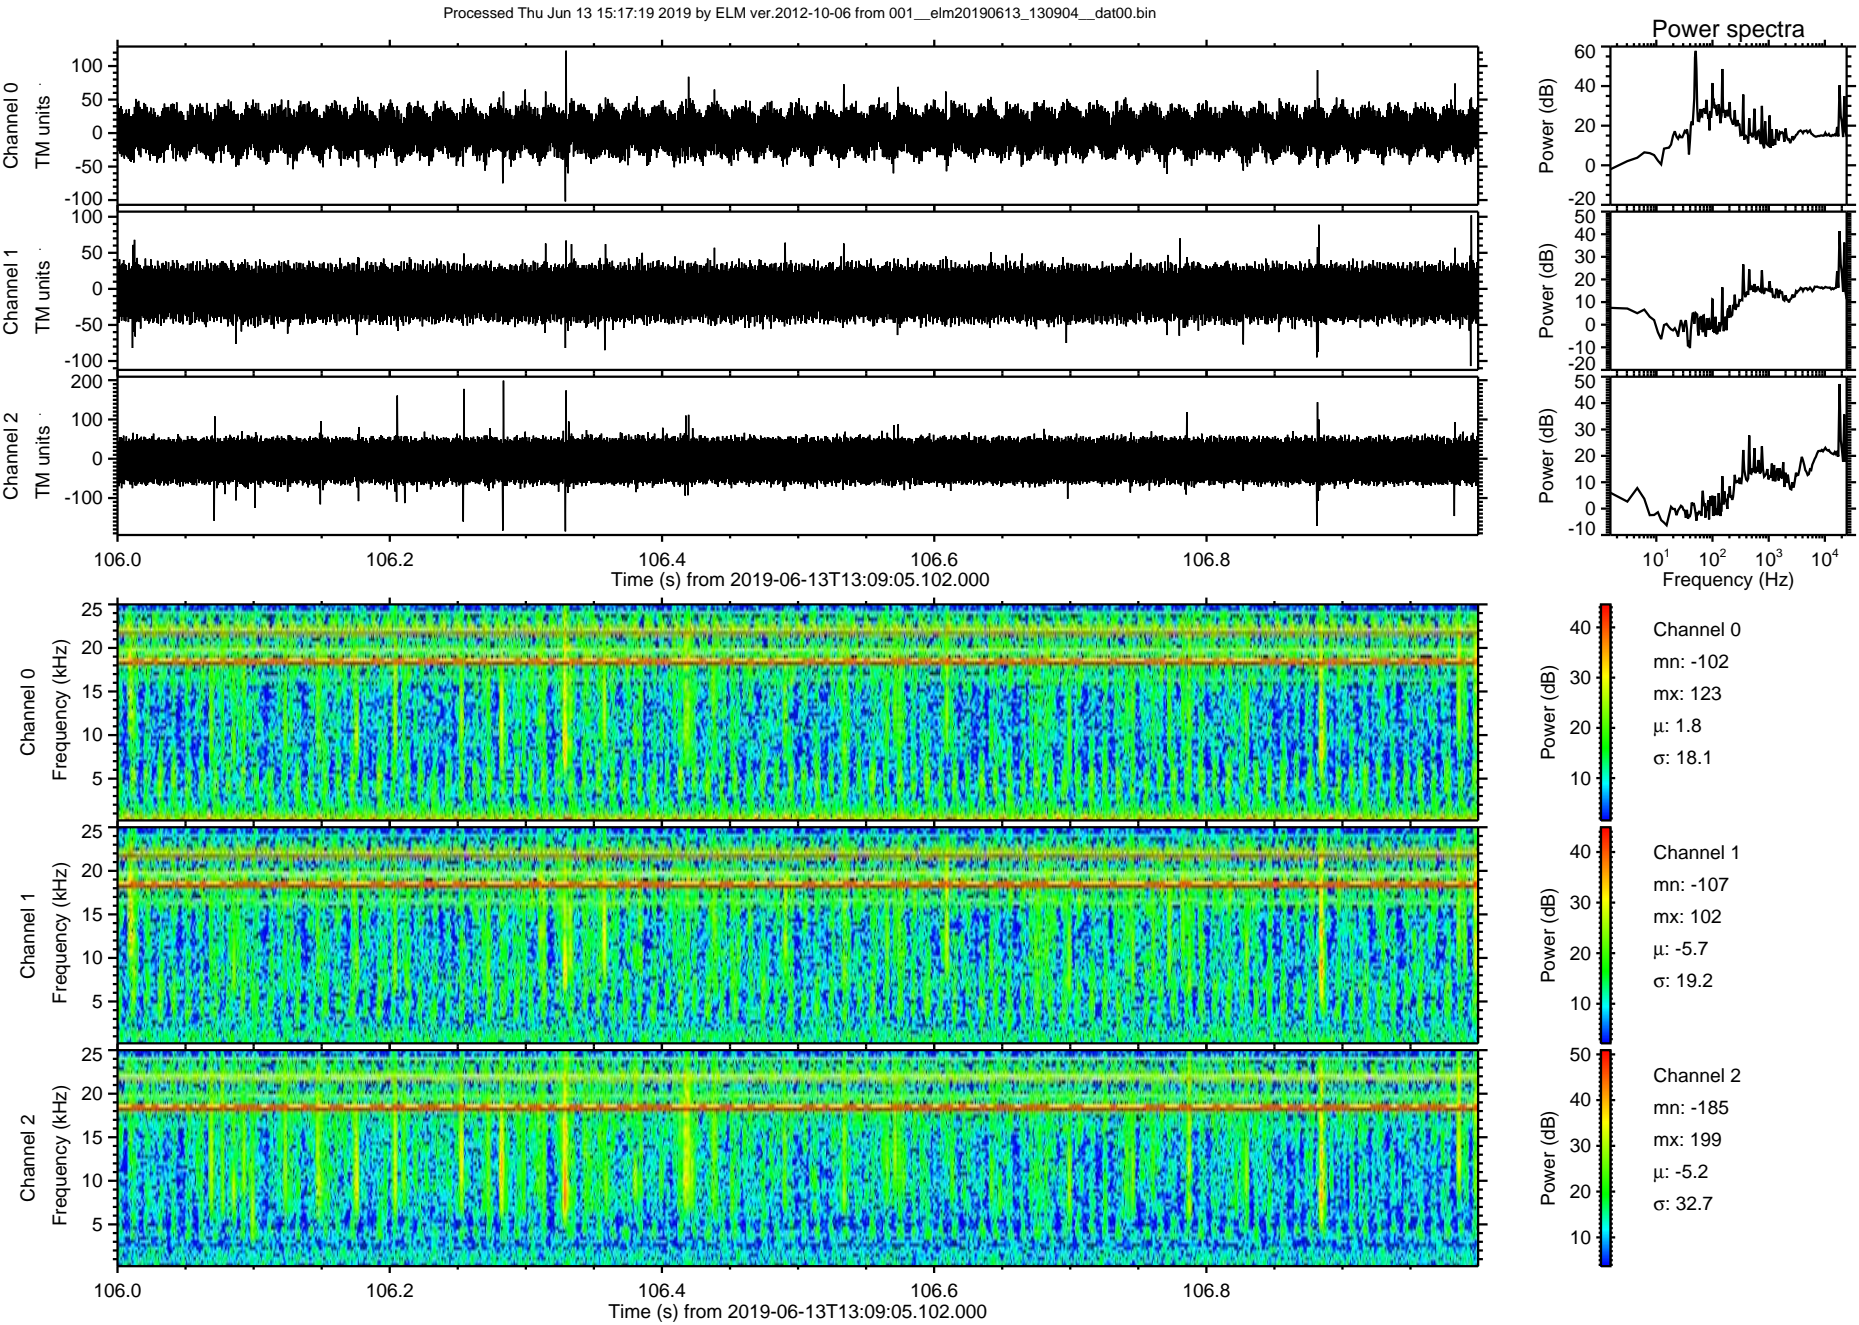 Processed Thu Jun 13 15:17:19 2019 by ELM ver.2012-10-06 from 001__elm20190613_130904__dat00.bin
Power spectra
Channel 0
TM units
100
50
0
-50
-100
Power (dB)
60
40
20
0
-20
Channel 1
TM units
100
50
0
-50
-100
Power (dB)
50
40
30
20
10
0
-10
-20
Channel 2
TM units
200
100
0
-100
Power (dB)
50
40
30
20
10
0
-10
106.0 106.2 106.4 106.6 106.8
Time (s) from 2019-06-13T13:09:05.102.000
10¹ 10² 10³ 10⁴
Frequency (Hz)
Channel 0
Frequency (kHz)
25
20
15
10
5
Power (dB)
40
30
20
10
Channel 0
mn: -102
mx: 123
μ: 1.8
σ: 18.1
Channel 1
Frequency (kHz)
25
20
15
10
5
Power (dB)
40
30
20
10
Channel 1
mn: -107
mx: 102
μ: -5.7
σ: 19.2
Channel 2
Frequency (kHz)
25
20
15
10
5
Power (dB)
50
40
30
20
10
Channel 2
mn: -185
mx: 199
μ: -5.2
σ: 32.7
106.0 106.2 106.4 106.6 106.8
Time (s) from 2019-06-13T13:09:05.102.000